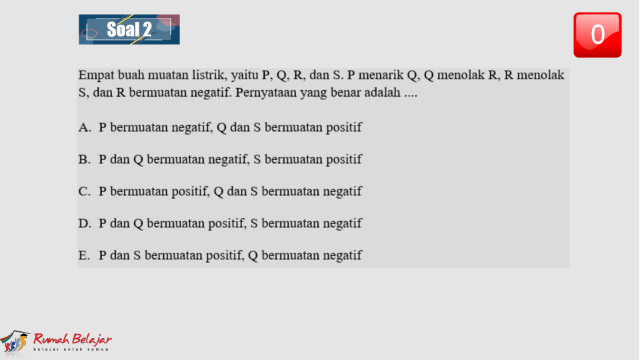 Soal 2
0
Empat buah muatan listrik, yaitu P, Q, R, dan S. P menarik Q, Q menolak R, R menolak
S, dan R bermuatan negatif. Pernyataan yang benar adalah ....
A. P bermuatan negatif, Q dan S bermuatan positif
B. P dan Q bermuatan negatif, S bermuatan positif
C. P bermuatan positif, Q dan S bermuatan negatif
D. P dan Q bermuatan positif, S bermuatan negatif
E. P dan S bermuatan positif, Q bermuatan negatif
Rumah Belajar
belajar untuk semua